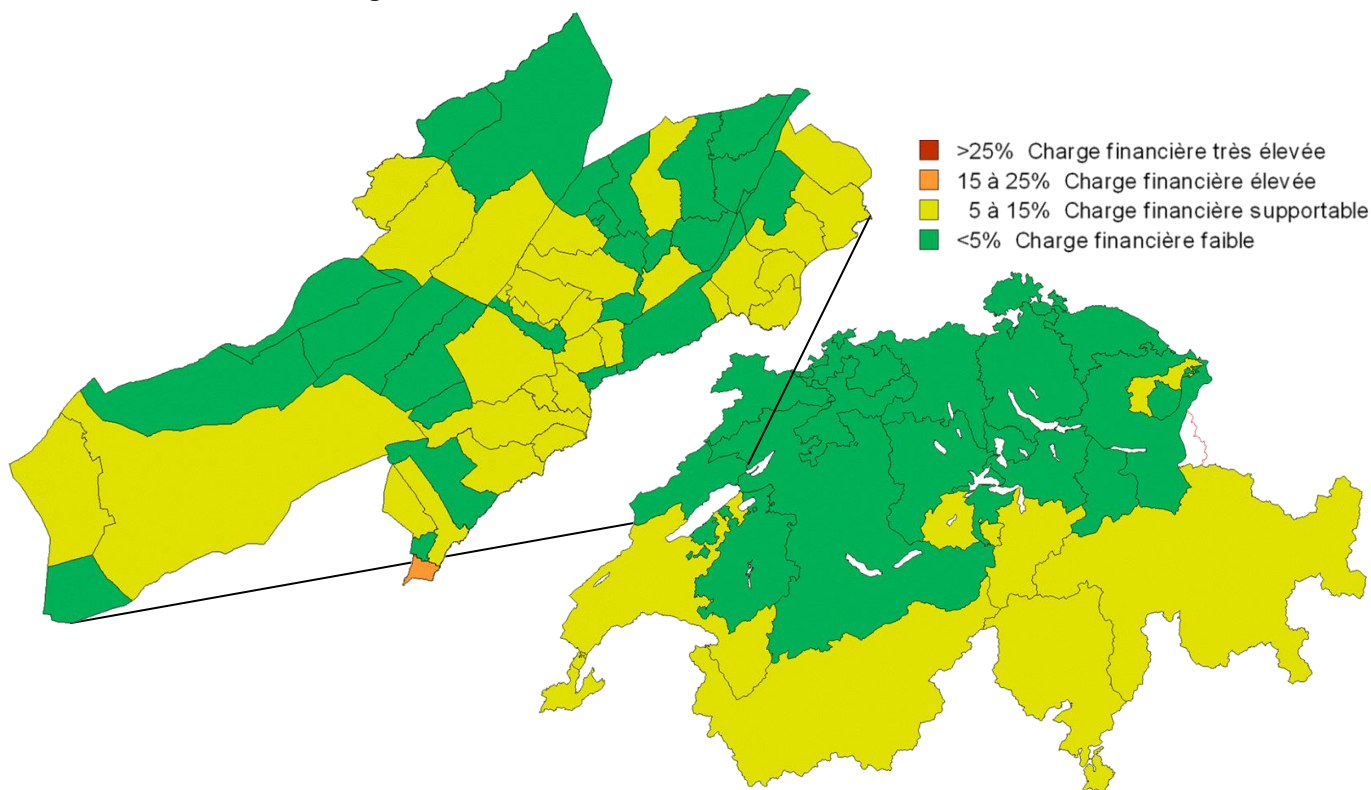 >25% Charge financière très élevée
15 à 25% Charge financière élevée
5 à 15% Charge financière supportable
<5% Charge financière faible